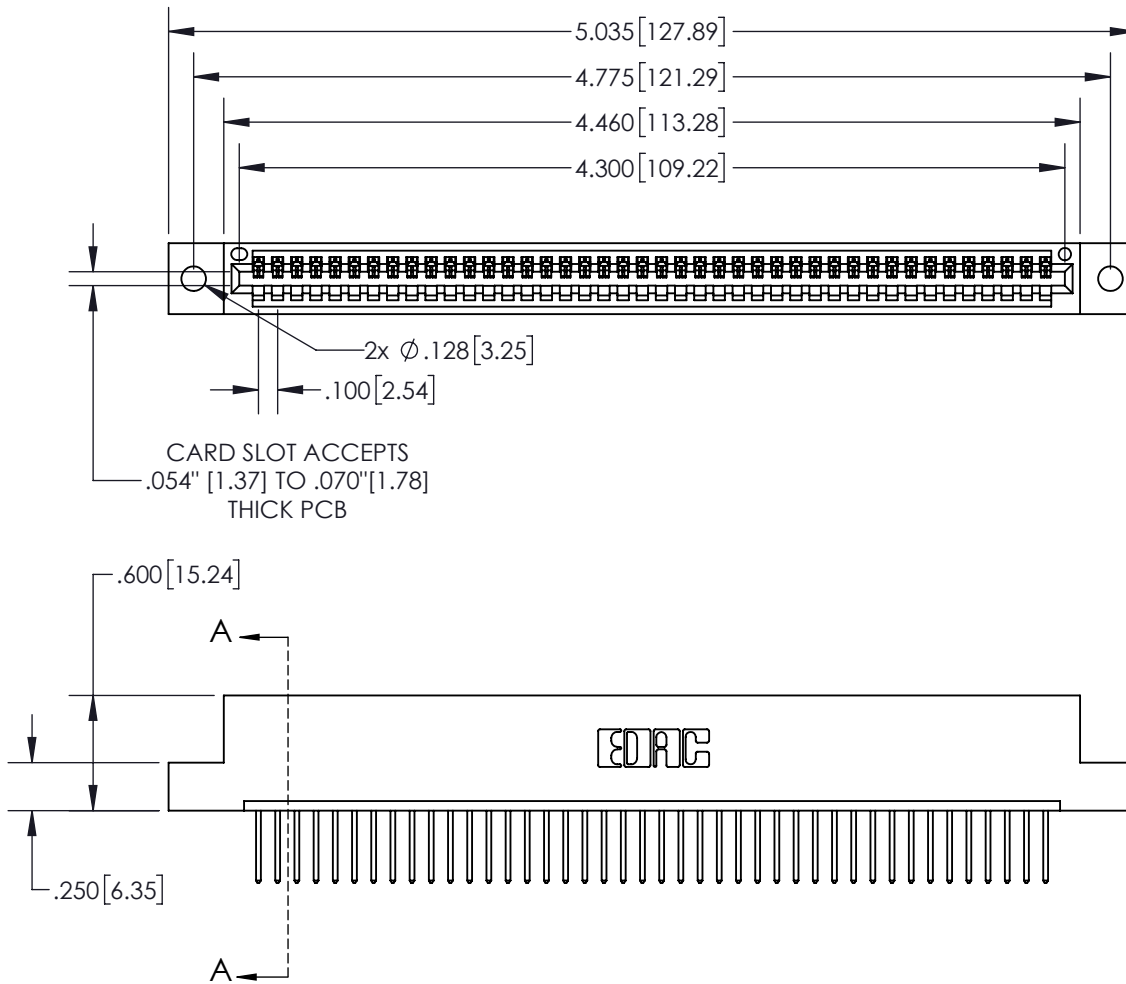 5.035[127.89]
4.775[121.29]
4.460[113.28]
4.300[109.22]
2x Ø.128[3.25]
.100[2.54]
CARD SLOT ACCEPTS
.054" [1.37] TO .070"[1.78]
THICK PCB
.600[15.24]
A
EDAC
.250[6.35]
A